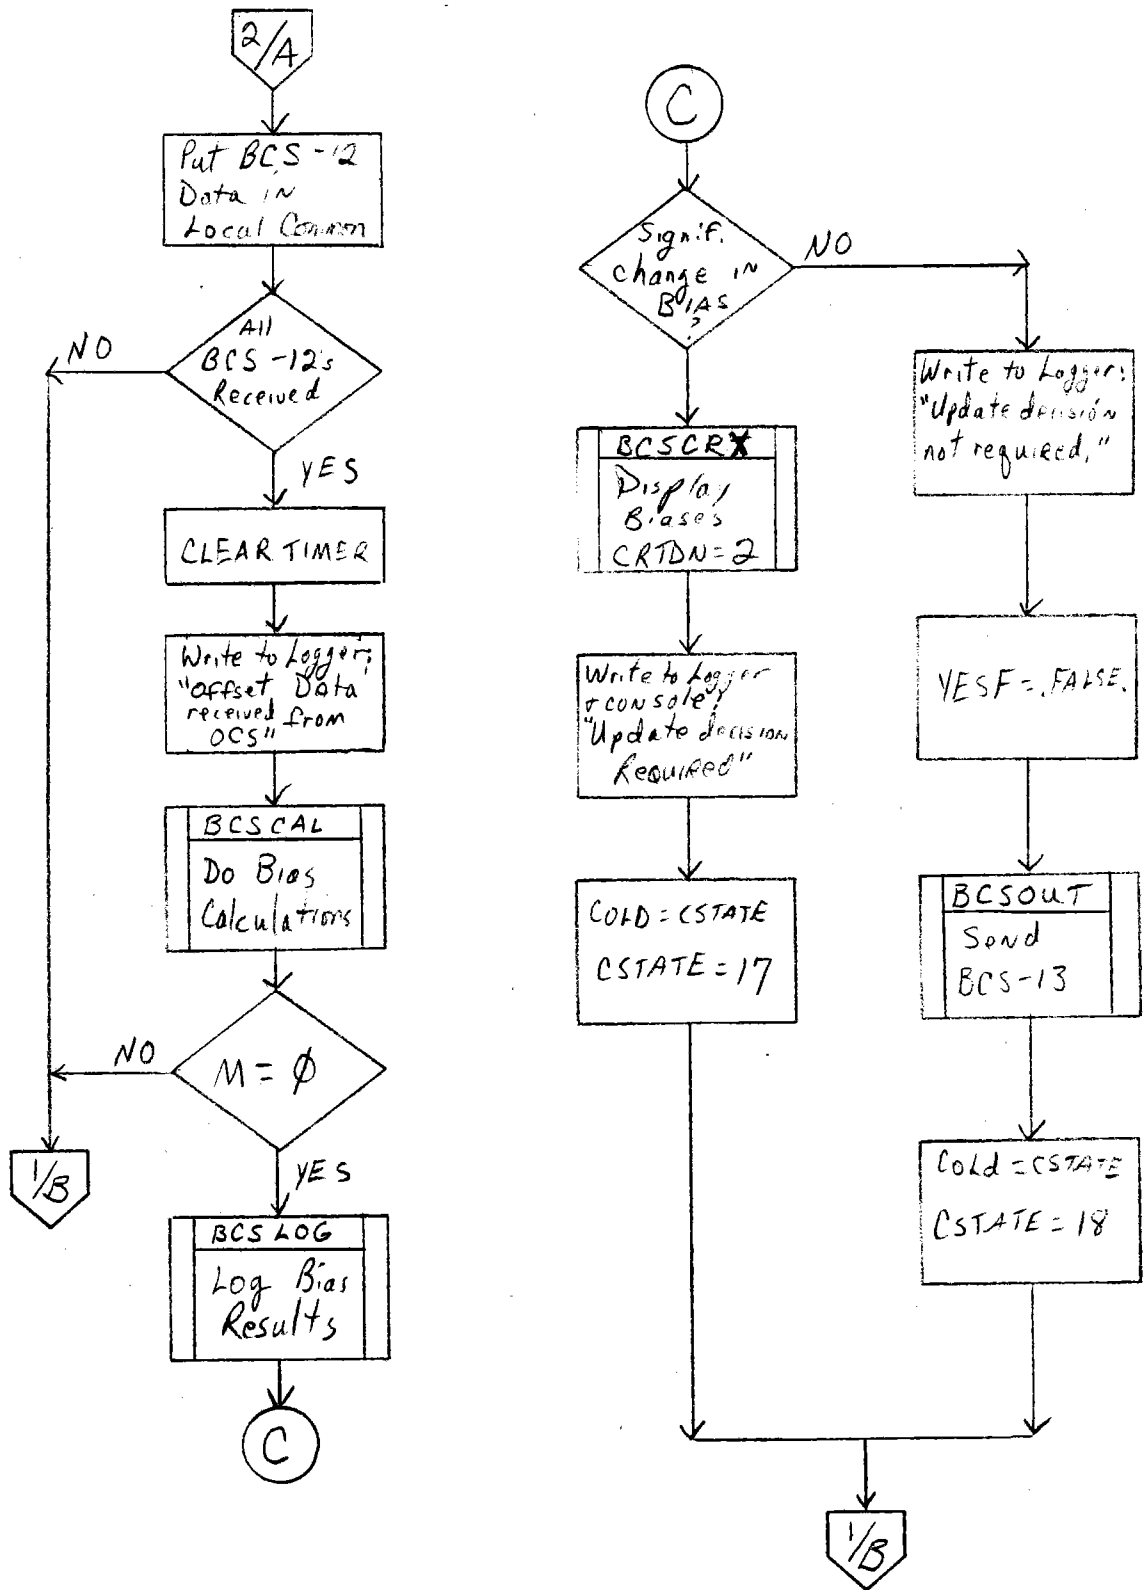 2/A
Put BCS-12
Data in
Local Common
All
BCS-12's
Received
NO
YES
CLEAR TIMER
Write to Logger:
"Offset Data
received from
OCS"
BCSCAL
Do Bias
Calculations
M = Ø
NO
YES
1/B
BCSLOG
Log Bias
Results
C
C
Signif.
change in
BIAS
?
NO
BCSCRX
Display
Biases
CRTDN = 2
Write to Logger
+ console:
"Update decision
Required"
COLD = CSTATE
CSTATE = 17
Write to Logger:
"Update decision
not required."
YESF = .FALSE.
BCSOUT
Send
BCS-13
COLd = CSTATE
CSTATE = 18
1/B